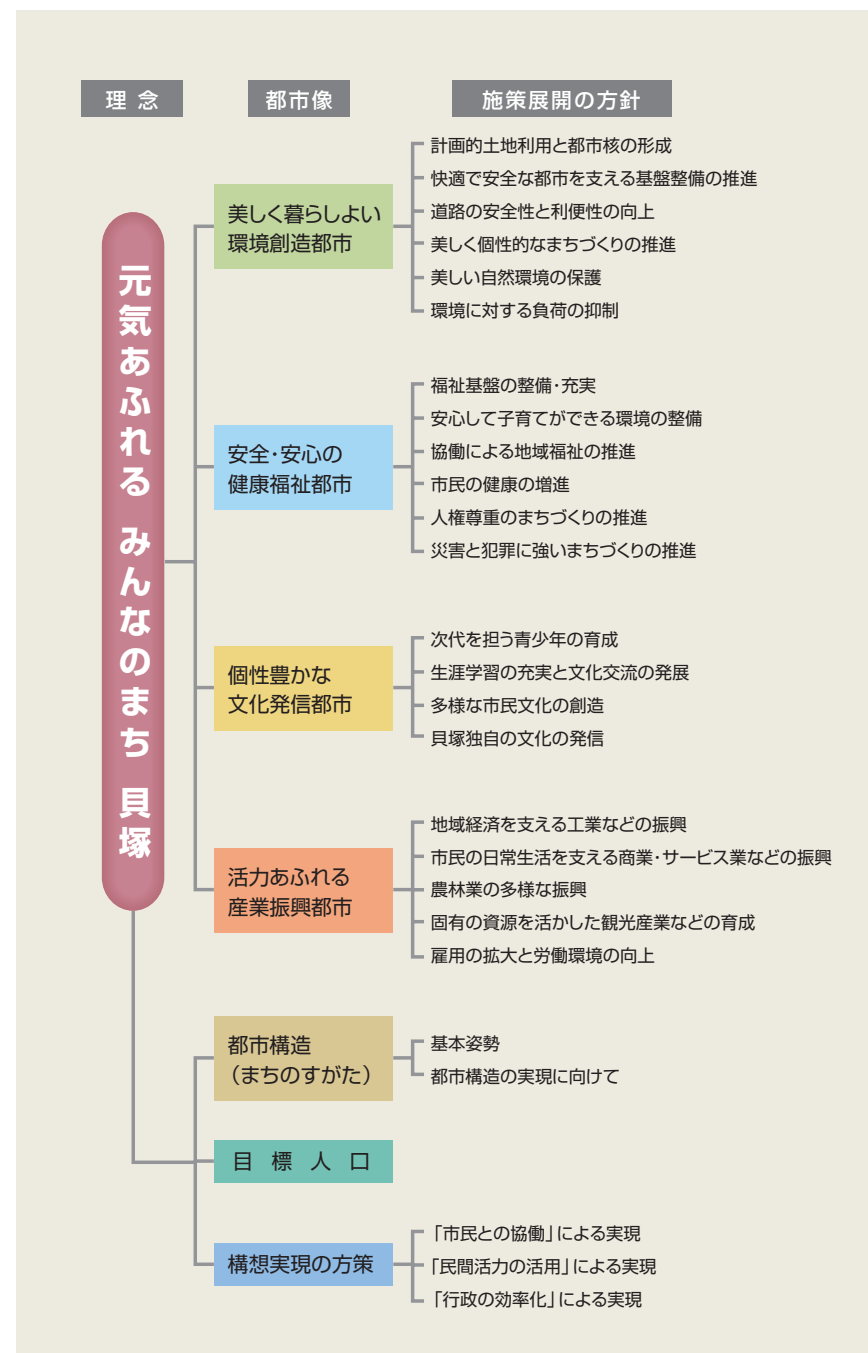 理念
都市像
施策展開の方針
元気あふれる みんなのまち 貝塚
美しく暮らしよい
環境創造都市
計画的土地利用と都市核の形成
快適で安全な都市を支える基盤整備の推進
道路の安全性と利便性の向上
美しく個性的なまちづくりの推進
美しい自然環境の保護
環境に対する負荷の抑制
安全・安心の
健康福祉都市
福祉基盤の整備・充実
安心して子育てができる環境の整備
協働による地域福祉の推進
市民の健康の増進
人権尊重のまちづくりの推進
災害と犯罪に強いまちづくりの推進
個性豊かな
文化発信都市
次代を担う青少年の育成
生涯学習の充実と文化交流の発展
多様な市民文化の創造
貝塚独自の文化の発信
活力あふれる
産業振興都市
地域経済を支える工業などの振興
市民の日常生活を支える商業・サービス業などの振興
農林業の多様な振興
固有の資源を活かした観光産業などの育成
雇用の拡大と労働環境の向上
都市構造
（まちのすがた）
基本姿勢
都市構造の実現に向けて
目標人口
構想実現の方策
「市民との協働」による実現
「民間活力の活用」による実現
「行政の効率化」による実現